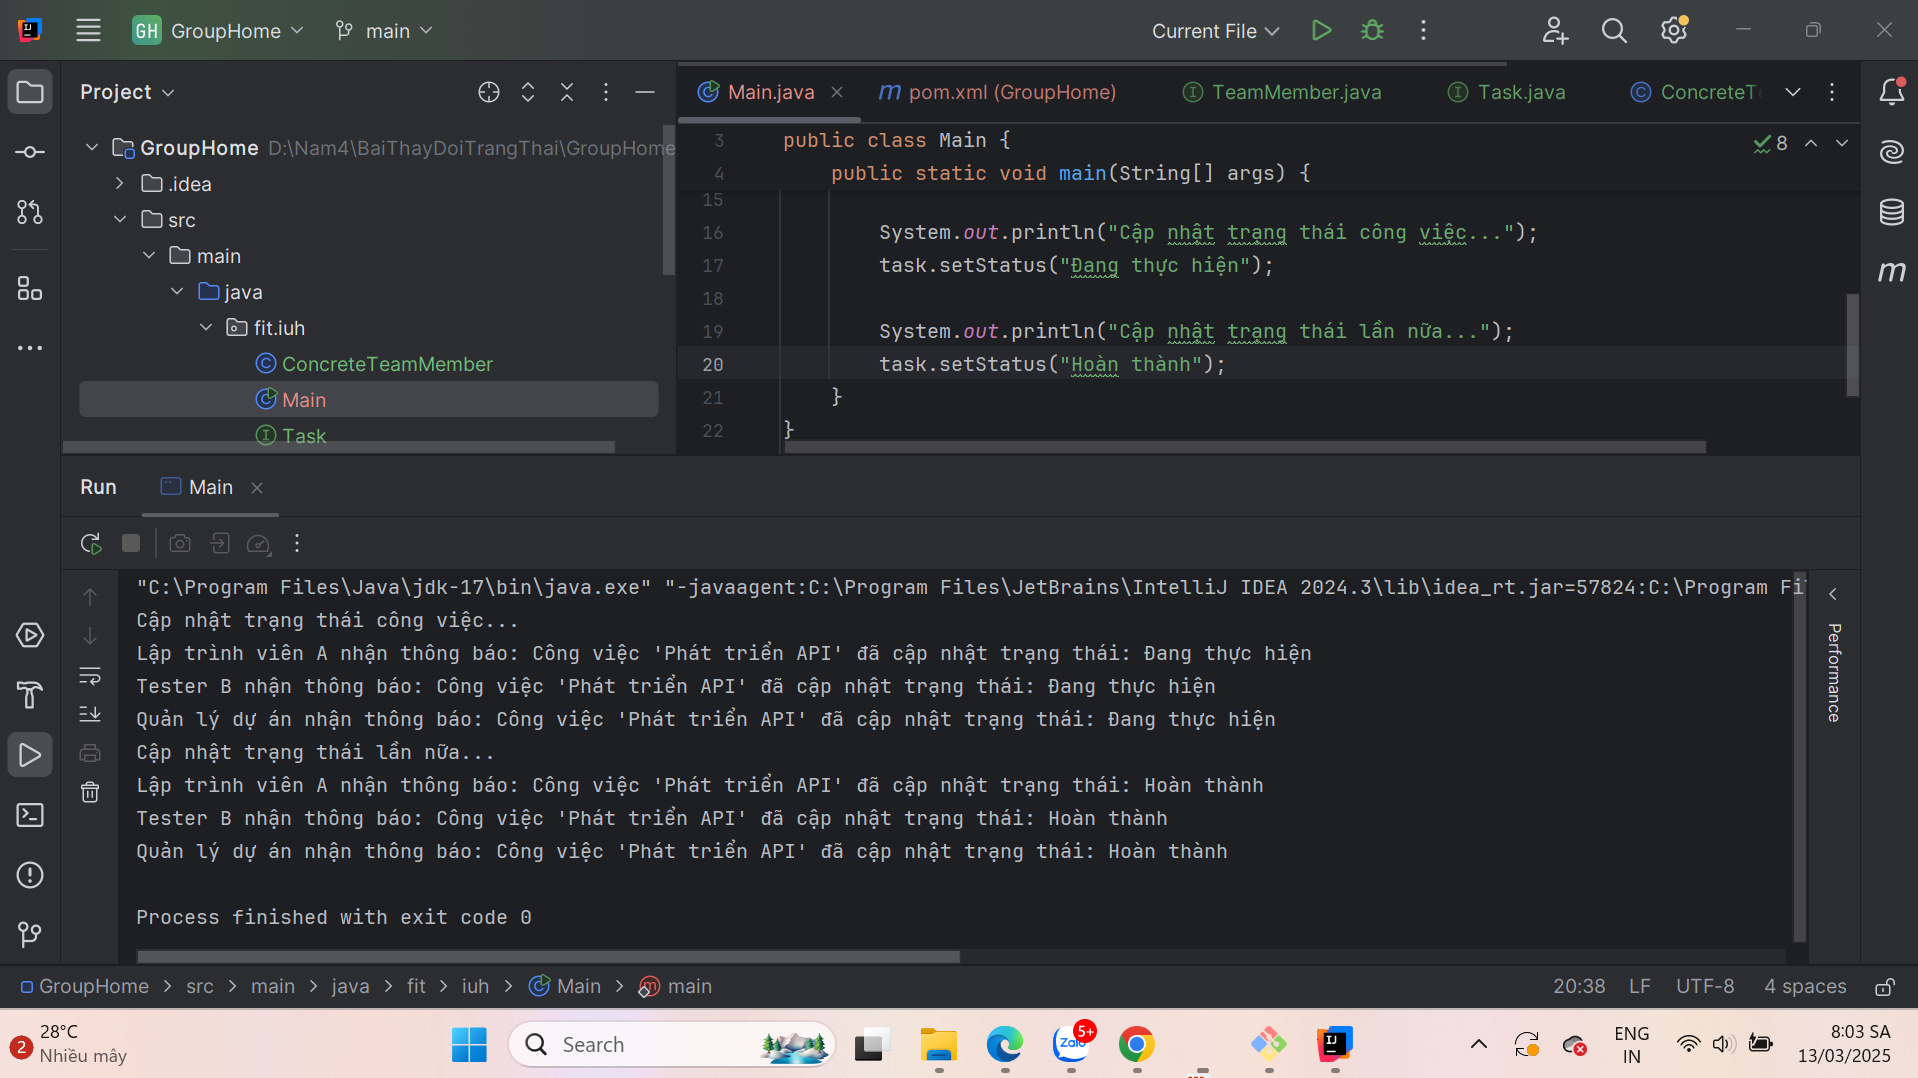 GH GroupHome main Current File
Project
Main.java pom.xml (GroupHome) TeamMember.java Task.java ConcreteT
GroupHome D:\Nam4\BaiThayDoiTrangThai\GroupHome
.idea
src
main
java
fit.iuh
ConcreteTeamMember
Main
Task
8
3 public class Main {
4 public static void main(String[] args) {
15
16 System.out.println("Cập nhật trạng thái công việc...");
17 task.setStatus("Đang thực hiện");
18
19 System.out.println("Cập nhật trạng thái lần nữa...");
20 task.setStatus("Hoàn thành");
21 }
22 }
Run Main
"C:\Program Files\Java\jdk-17\bin\java.exe" "-javaagent:C:\Program Files\JetBrains\IntelliJ IDEA 2024.3\lib\idea_rt.jar=57824:C:\Program Fi
Cập nhật trạng thái công việc...
Lập trình viên A nhận thông báo: Công việc 'Phát triển API' đã cập nhật trạng thái: Đang thực hiện
Tester B nhận thông báo: Công việc 'Phát triển API' đã cập nhật trạng thái: Đang thực hiện
Quản lý dự án nhận thông báo: Công việc 'Phát triển API' đã cập nhật trạng thái: Đang thực hiện
Cập nhật trạng thái lần nữa...
Lập trình viên A nhận thông báo: Công việc 'Phát triển API' đã cập nhật trạng thái: Hoàn thành
Tester B nhận thông báo: Công việc 'Phát triển API' đã cập nhật trạng thái: Hoàn thành
Quản lý dự án nhận thông báo: Công việc 'Phát triển API' đã cập nhật trạng thái: Hoàn thành
Process finished with exit code 0
Performance
GroupHome > src > main > java > fit > iuh > Main > main
20:38 LF UTF-8 4 spaces
2 28°C
Nhiều mây
Search
Zalo 5+
ENG
IN
8:03 SA
13/03/2025